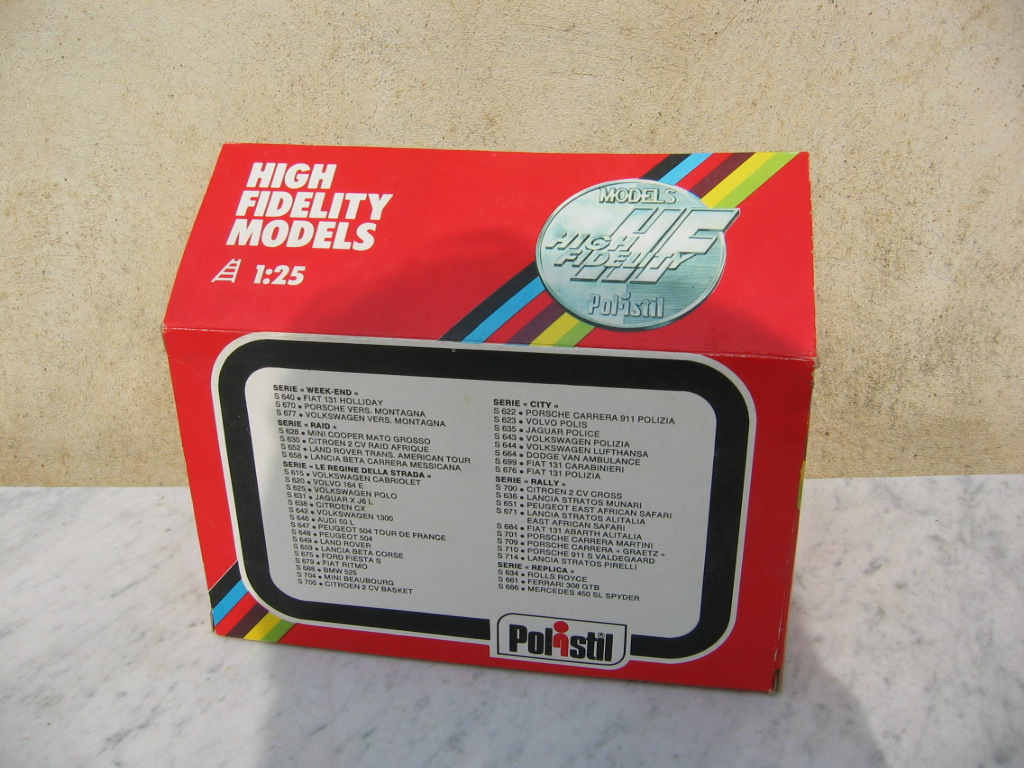 HIGH
FIDELITY
MODELS
1:25
MODELS
HF
HIGH
FIDELITY
Polistil
SERIE « WEEK-END »
S 640 • FIAT 131 HOLLIDAY
S 670 • PORSCHE VERS. MONTAGNA
S 677 • VOLKSWAGEN VERS. MONTAGNA
SERIE « RAID »
S 628 • MINI COOPER MATO GROSSO
S 630 • CITROEN 2 CV RAID AFRIQUE
S 652 • LAND ROVER TRANS. AMERICAN TOUR
S 658 • LANCIA BETA CARRERA MESSICANA
SERIE « LE REGINE DELLA STRADA »
S 615 • VOLKSWAGEN CABRIOLET
S 620 • VOLVO 164 E
S 625 • VOLKSWAGEN POLO
S 631 • JAGUAR X J6 L
S 638 • CITROEN CX
S 642 • VOLKSWAGEN 1300
S 646 • AUDI 50 L
S 647 • PEUGEOT 504 TOUR DE FRANCE
S 648 • PEUGEOT 504
S 649 • LAND ROVER
S 659 • LANCIA BETA CORSE
S 675 • FORD FIESTA S
S 679 • FIAT RITMO
S 688 • BMW 525
S 704 • MINI BEAUBOURG
S 705 • CITROEN 2 CV BASKET
SERIE « CITY »
S 622 • PORSCHE CARRERA 911 POLIZIA
S 623 • VOLVO POLIS
S 635 • JAGUAR POLICE
S 643 • VOLKSWAGEN POLIZIA
S 644 • VOLKSWAGEN LUFTHANSA
S 664 • DODGE VAN AMBULANCE
S 699 • FIAT 131 CARABINIERI
S 676 • FIAT 131 POLIZIA
SERIE « RALLY »
S 700 • CITROEN 2 CV CROSS
S 636 • LANCIA STRATOS MUNARI
S 651 • PEUGEOT EAST AFRICAN SAFARI
S 671 • LANCIA STRATOS ALITALIA
EAST AFRICAN SAFARI
S 684 • FIAT 131 ABARTH ALITALIA
S 701 • PORSCHE CARRERA MARTINI
S 709 • PORSCHE CARRERA « GRAETZ »
S 710 • PORSCHE 911 S VALDEGAARD
S 714 • LANCIA STRATOS PIRELLI
SERIE « REPLICA »
S 634 • ROLLS ROYCE
S 661 • FERRARI 308 GTB
S 686 • MERCEDES 450 SL SPYDER
Polistil